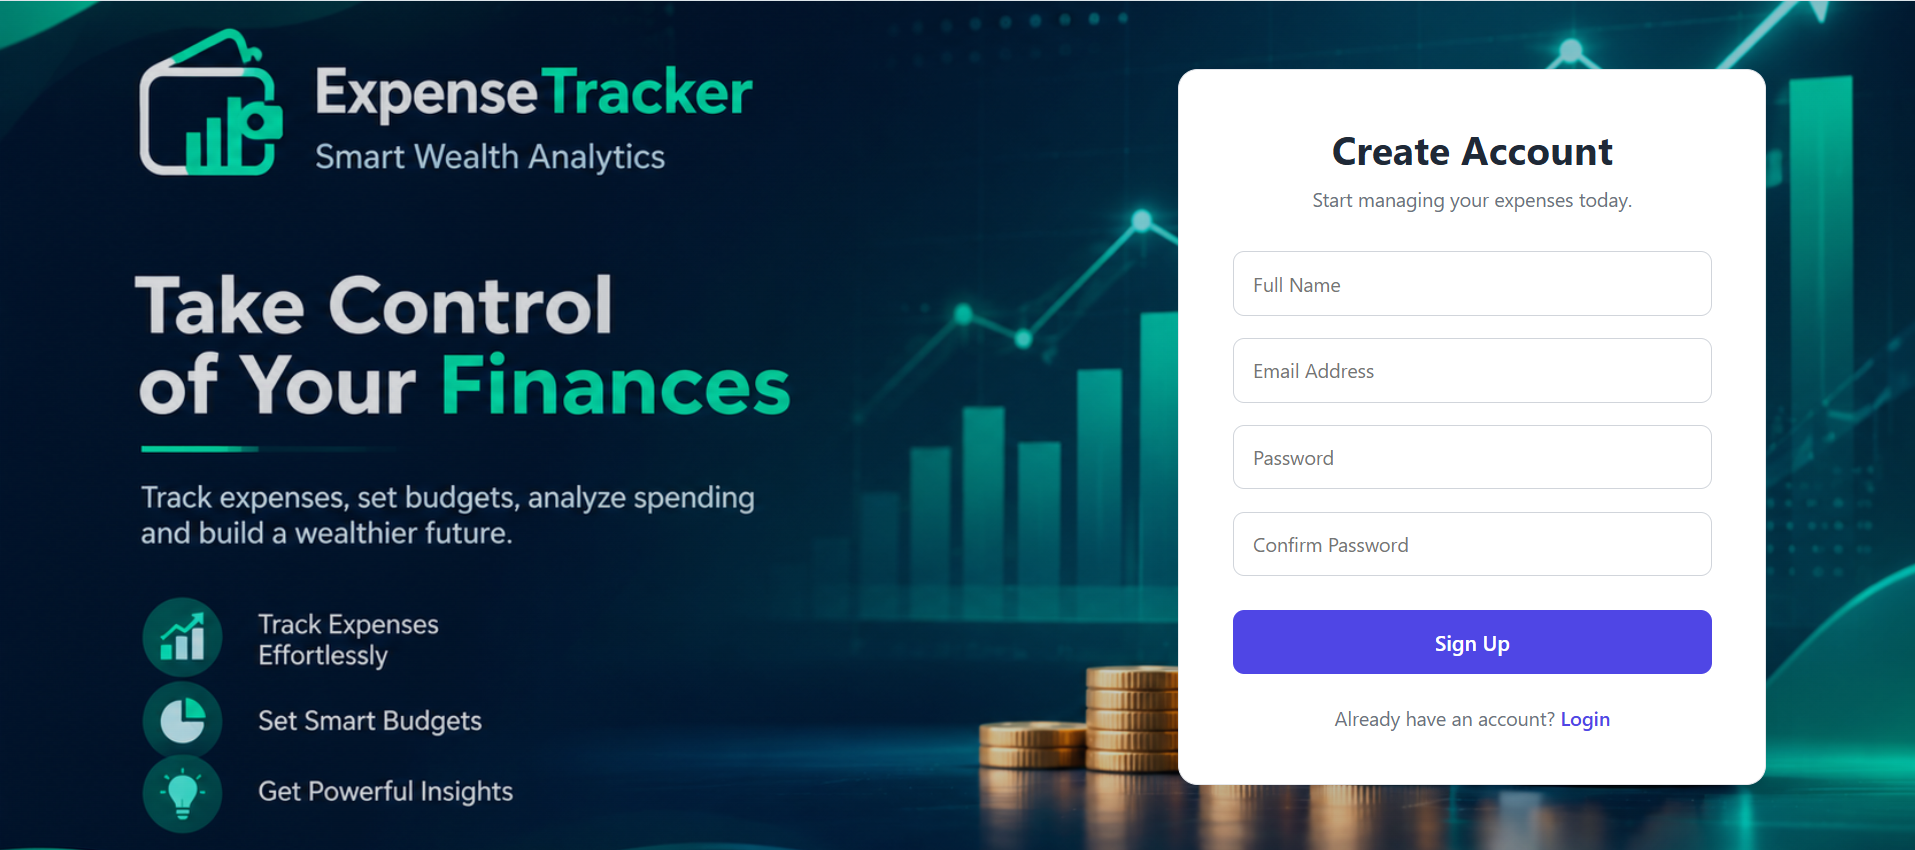 ExpenseTracker
Smart Wealth Analytics
Take Control
of Your Finances
Track expenses, set budgets, analyze spending
and build a wealthier future.
Track Expenses
Effortlessly
Set Smart Budgets
Get Powerful Insights
Create Account
Start managing your expenses today.
Full Name
Email Address
Password
Confirm Password
Sign Up
Already have an account? Login